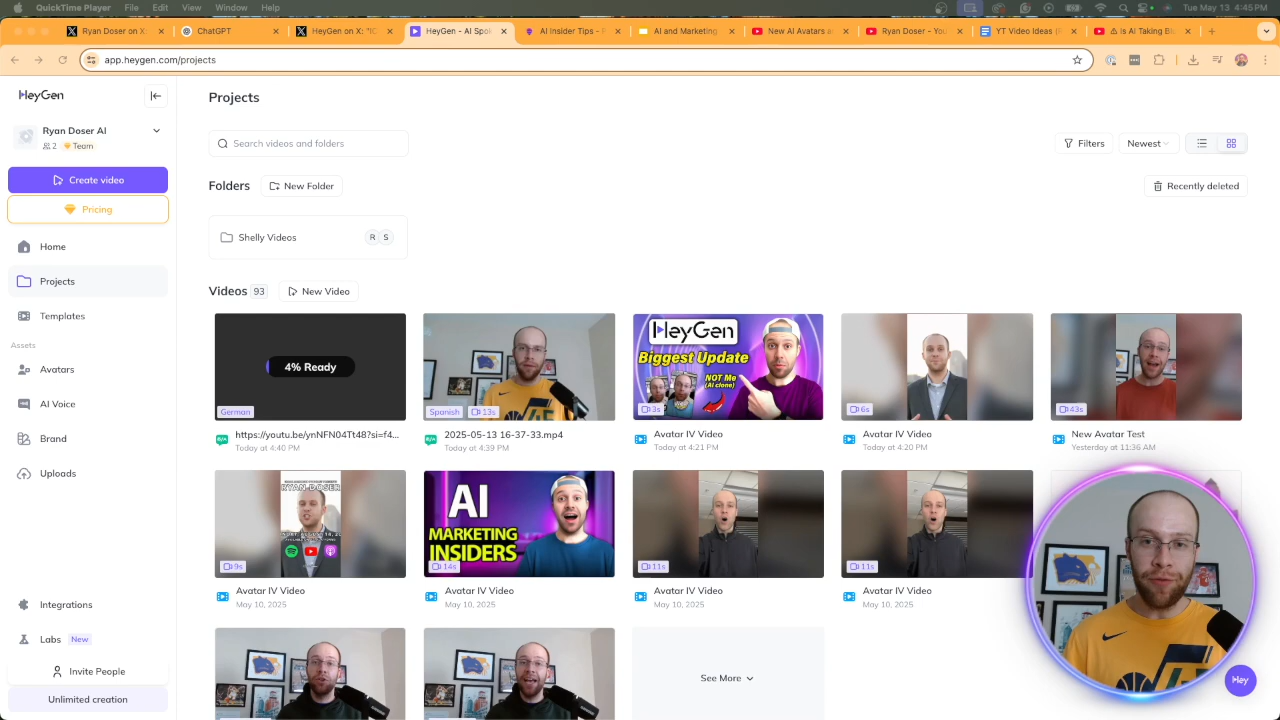 QuickTime Player File Edit View Window Help
Tue May 13 4:45 PM
Ryan Doser on X:
ChatGPT
HeyGen on X: "IC
HeyGen - AI Spok
AI Insider Tips - F
AI and Marketing
New AI Avatars a
Ryan Doser - You
YT Video Ideas (R
Is AI Taking Bl
app.heygen.com/projects
HeyGen
Ryan Doser AI
2 Team
Create video
Pricing
Home
Projects
Templates
Assets
Avatars
AI Voice
Brand
Uploads
Integrations
Labs New
Invite People
Unlimited creation
Projects
Search videos and folders
Filters
Newest
Folders
New Folder
Recently deleted
Shelly Videos
R S
Videos 93
New Video
4% Ready
German
https://youtu.be/ynNFN04Tt48?si=f4...
Today at 4:40 PM
Spanish 13s
2025-05-13 16-37-33.mp4
Today at 4:39 PM
HeyGen
Biggest Update
NOT Me
(AI clone)
3s
Avatar IV Video
Today at 4:21 PM
6s
Avatar IV Video
Today at 4:20 PM
43s
New Avatar Test
Yesterday at 11:36 AM
RYAN DOSER
9s
Avatar IV Video
May 10, 2025
AI
MARKETING
INSIDERS
14s
Avatar IV Video
May 10, 2025
11s
Avatar IV Video
May 10, 2025
11s
Avatar IV Video
May 10, 2025
See More
Hey